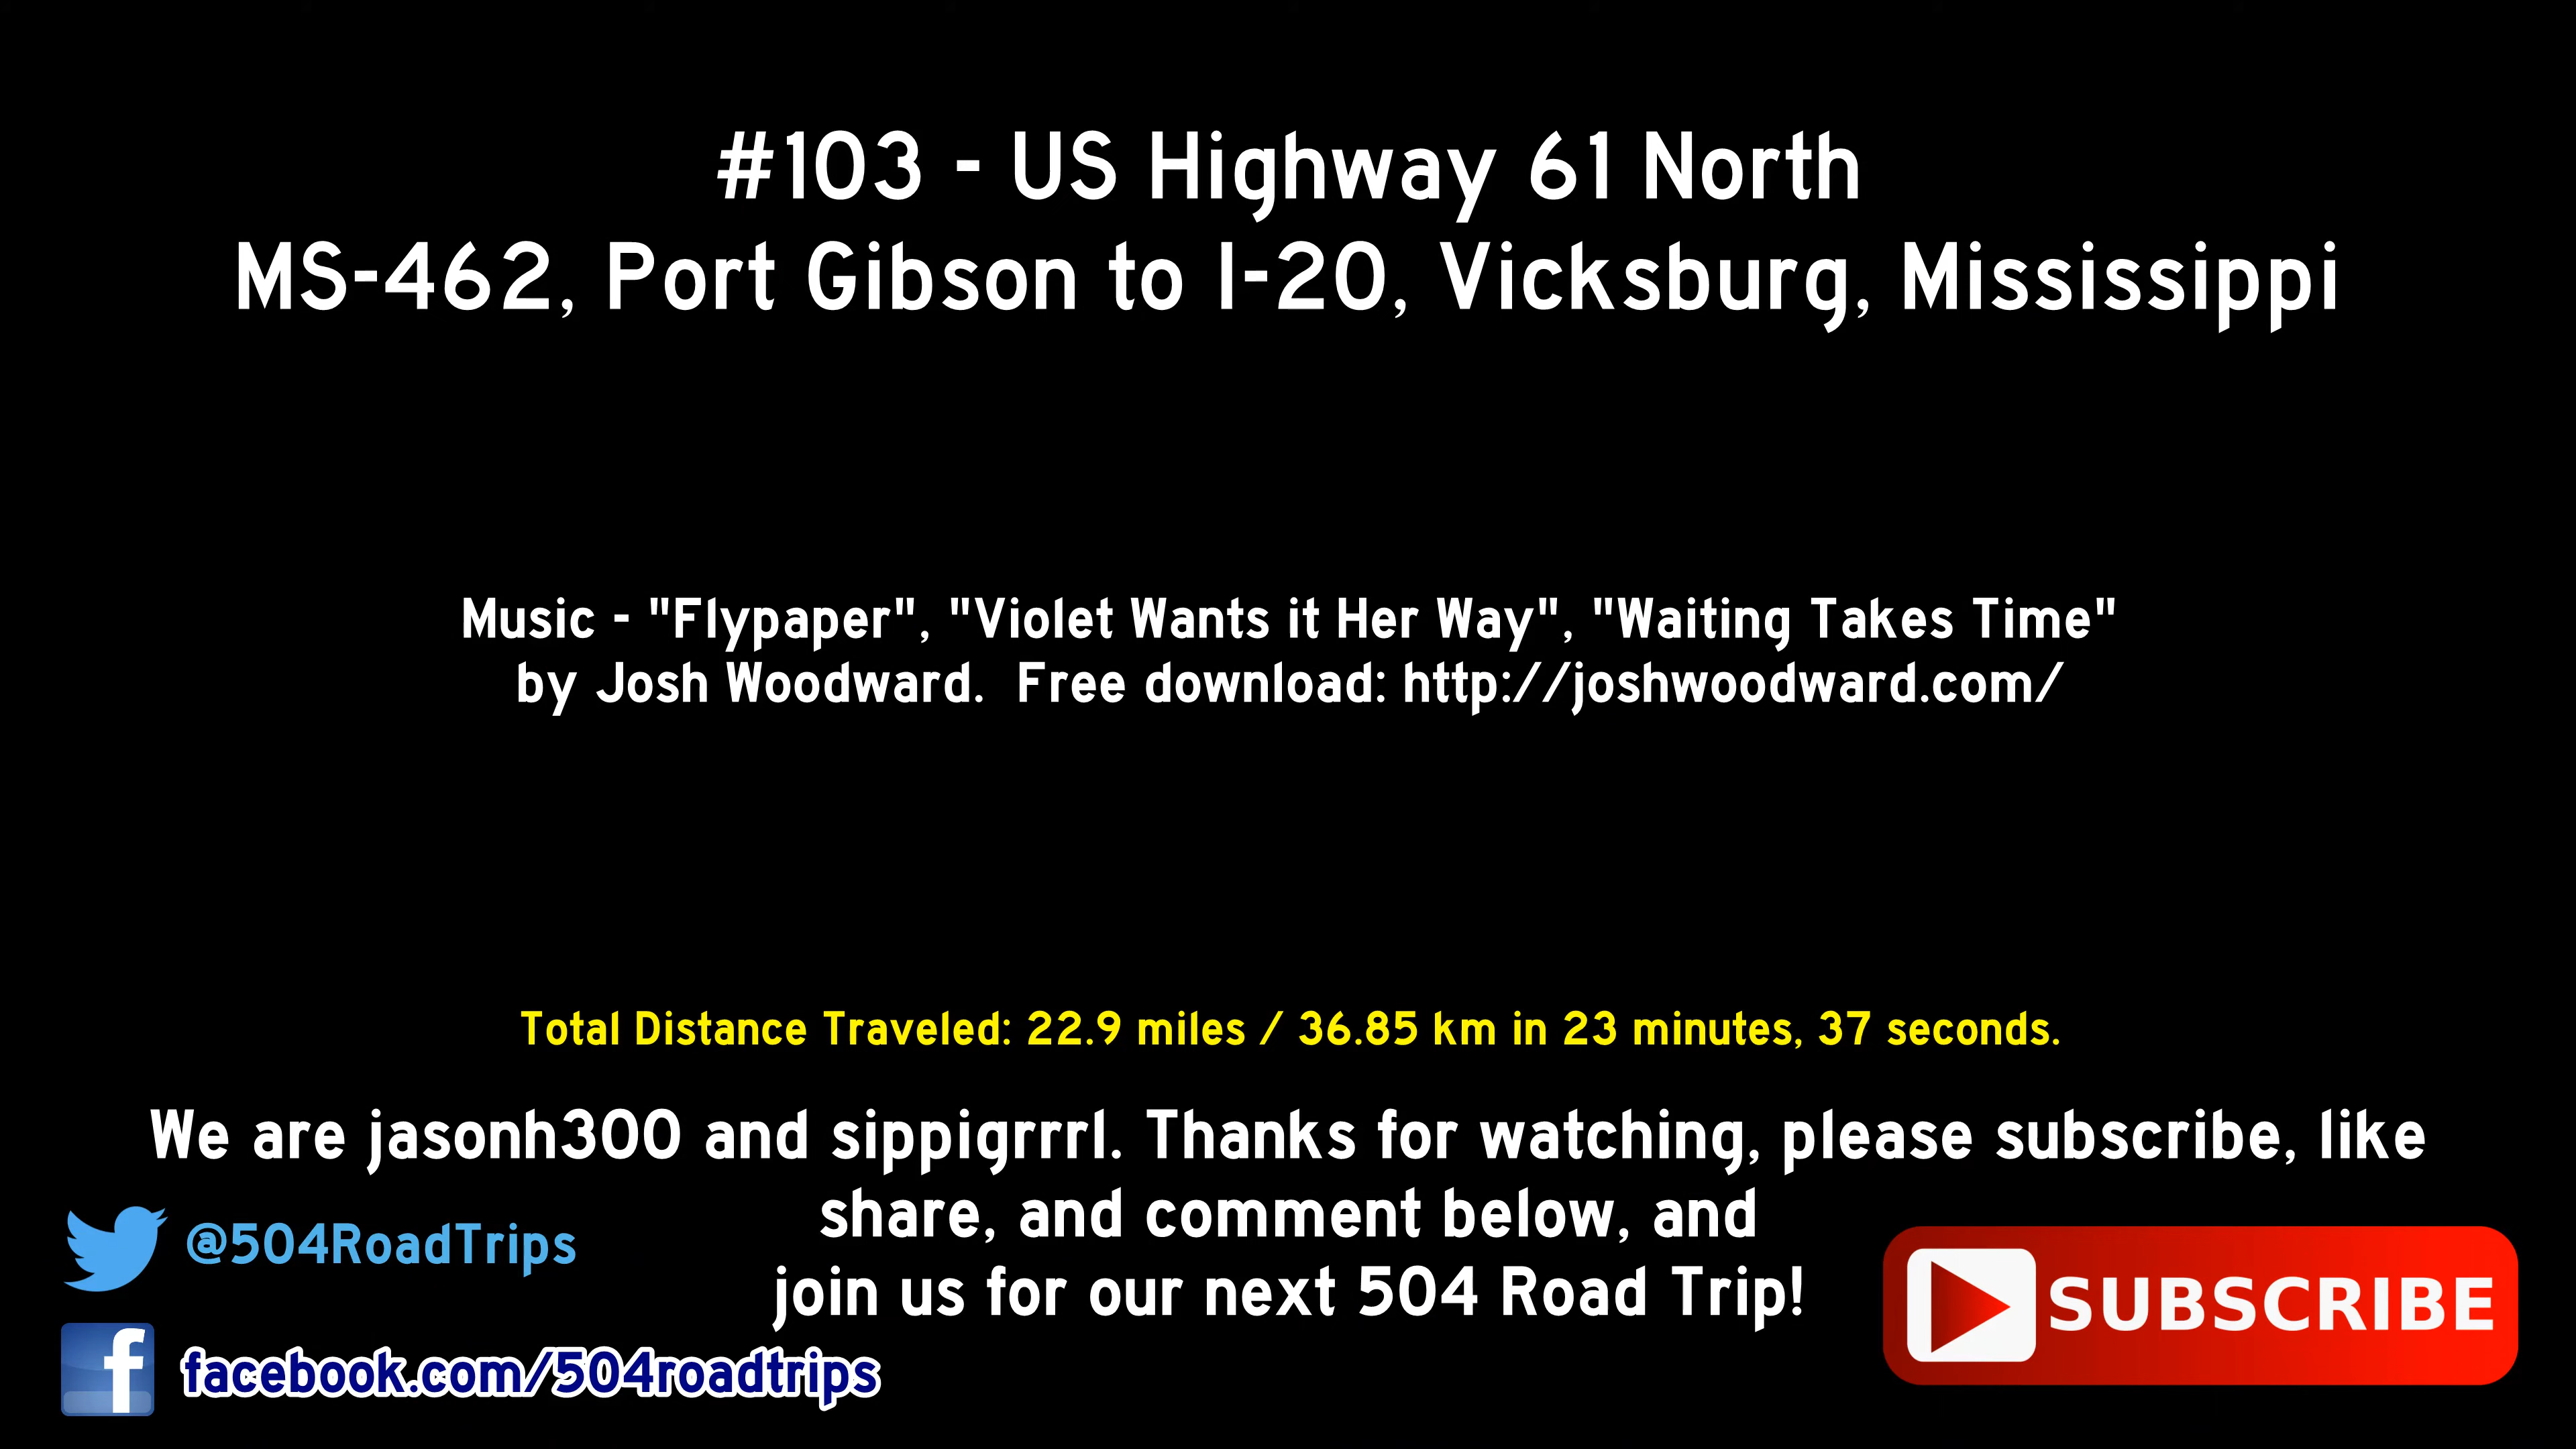 #103 - US Highway 61 North
MS-462, Port Gibson to I-20, Vicksburg, Mississippi
Music - "Flypaper", "Violet Wants it Her Way", "Waiting Takes Time"
by Josh Woodward.  Free download: http://joshwoodward.com/
Total Distance Traveled: 22.9 miles / 36.85 km in 23 minutes, 37 seconds.
We are jasonh300 and sippigrrrl. Thanks for watching, please subscribe, like
share, and comment below, and
join us for our next 504 Road Trip!
@504RoadTrips
facebook.com/504roadtrips
SUBSCRIBE